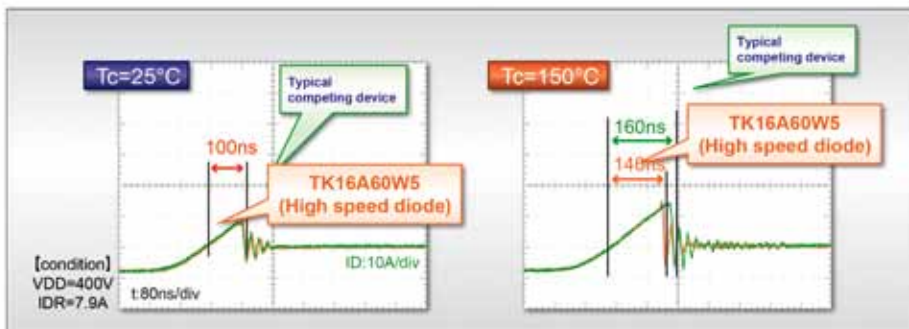 Tc=25°C
Typical
competing device
100ns
TK16A60W5
(High speed diode)
ID:10A/div
【condition】
VDD=400V
IDR=7.9A
t:80ns/div
Tc=150°C
Typical
competing device
160ns
TK16A60W5
(High speed diode)